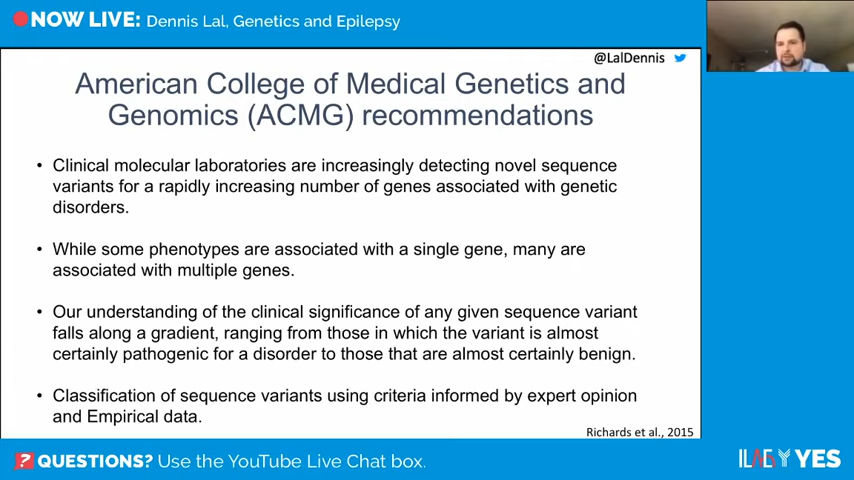 NOW LIVE: Dennis Lal, Genetics and Epilepsy
@LalDennis
American College of Medical Genetics and
Genomics (ACMG) recommendations
• Clinical molecular laboratories are increasingly detecting novel sequence
variants for a rapidly increasing number of genes associated with genetic
disorders.
• While some phenotypes are associated with a single gene, many are
associated with multiple genes.
• Our understanding of the clinical significance of any given sequence variant
falls along a gradient, ranging from those in which the variant is almost
certainly pathogenic for a disorder to those that are almost certainly benign.
• Classification of sequence variants using criteria informed by expert opinion
and Empirical data.
Richards et al., 2015
? QUESTIONS? Use the YouTube Live Chat box.
ILAE YES